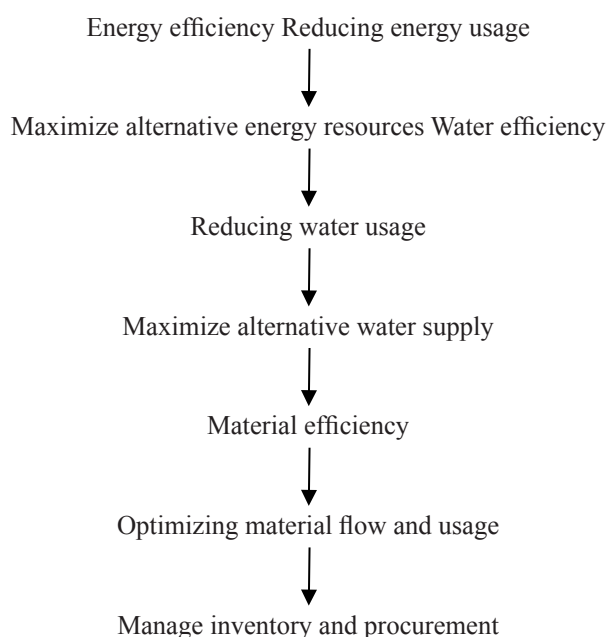 Energy efficiency Reducing energy usage
Maximize alternative energy resources Water efficiency
Reducing water usage
Maximize alternative water supply
Material efficiency
Optimizing material flow and usage
Manage inventory and procurement